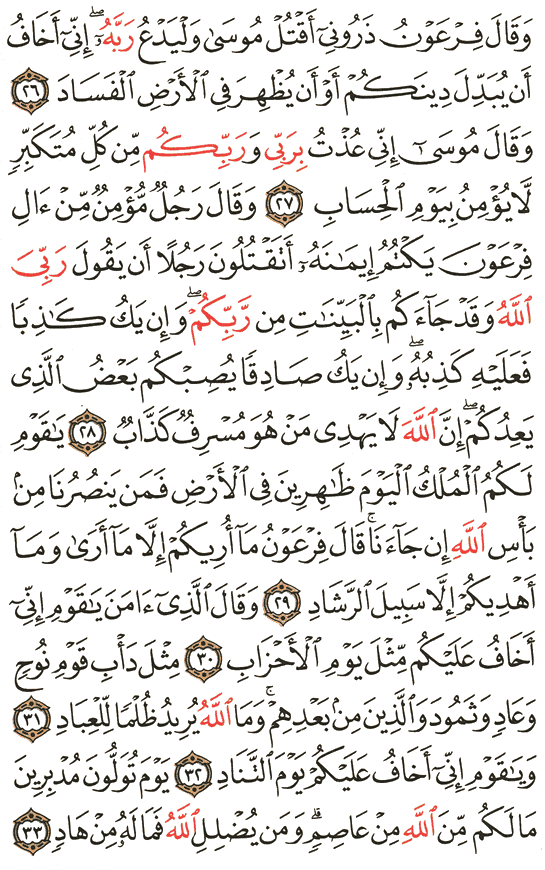 وَقَالَ فِرْعَوْنُ ذَرُونِيٓ أَقْتُلْ مُوسَىٰ وَلْيَدْعُ رَبَّهُۥٓۖ إِنِّيٓ أَخَافُ
أَن يُبَدِّلَ دِينَكُمْ أَوْ أَن يُظْهِرَ فِي ٱلْأَرْضِ ٱلْفَسَادَ ٢٦
وَقَالَ مُوسَىٰٓ إِنِّي عُذْتُ بِرَبِّي وَرَبِّكُم مِّن كُلِّ مُتَكَبِّرٍ
لَّا يُؤْمِنُ بِيَوْمِ ٱلْحِسَابِ ٢٧ وَقَالَ رَجُلٌ مُّؤْمِنٌ مِّنْ ءَالِ
فِرْعَوْنَ يَكْتُمُ إِيمَٰنَهُۥٓ أَتَقْتُلُونَ رَجُلًا أَن يَقُولَ رَبِّيَ
ٱللَّهُ وَقَدْ جَآءَكُم بِٱلْبَيِّنَٰتِ مِن رَّبِّكُمْۖ وَإِن يَكُ كَٰذِبًا
فَعَلَيْهِ كَذِبُهُۥۖ وَإِن يَكُ صَادِقًا يُصِبْكُم بَعْضُ ٱلَّذِي
يَعِدُكُمْۖ إِنَّ ٱللَّهَ لَا يَهْدِي مَنْ هُوَ مُسْرِفٌ كَذَّابٌ ٢٨ يَٰقَوْمِ
لَكُمُ ٱلْمُلْكُ ٱلْيَوْمَ ظَٰهِرِينَ فِي ٱلْأَرْضِ فَمَن يَنصُرُنَا مِنۢ
بَأْسِ ٱللَّهِ إِن جَآءَنَاۚ قَالَ فِرْعَوْنُ مَآ أُرِيكُمْ إِلَّا مَآ أَرَىٰ وَمَآ
أَهْدِيكُمْ إِلَّا سَبِيلَ ٱلرَّشَادِ ٢٩ وَقَالَ ٱلَّذِيٓ ءَامَنَ يَٰقَوْمِ إِنِّيٓ
أَخَافُ عَلَيْكُم مِّثْلَ يَوْمِ ٱلْأَحْزَابِ ٣٠ مِثْلَ دَأْبِ قَوْمِ نُوحٍ
وَعَادٍ وَثَمُودَ وَٱلَّذِينَ مِنۢ بَعْدِهِمْۚ وَمَا ٱللَّهُ يُرِيدُ ظُلْمًا لِّلْعِبَادِ ٣١
وَيَٰقَوْمِ إِنِّيٓ أَخَافُ عَلَيْكُمْ يَوْمَ ٱلتَّنَادِ ٣٢ يَوْمَ تُوَلُّونَ مُدْبِرِينَ
مَا لَكُم مِّنَ ٱللَّهِ مِنْ عَاصِمٍۗ وَمَن يُضْلِلِ ٱللَّهُ فَمَا لَهُۥ مِنْ هَادٍ ٣٣